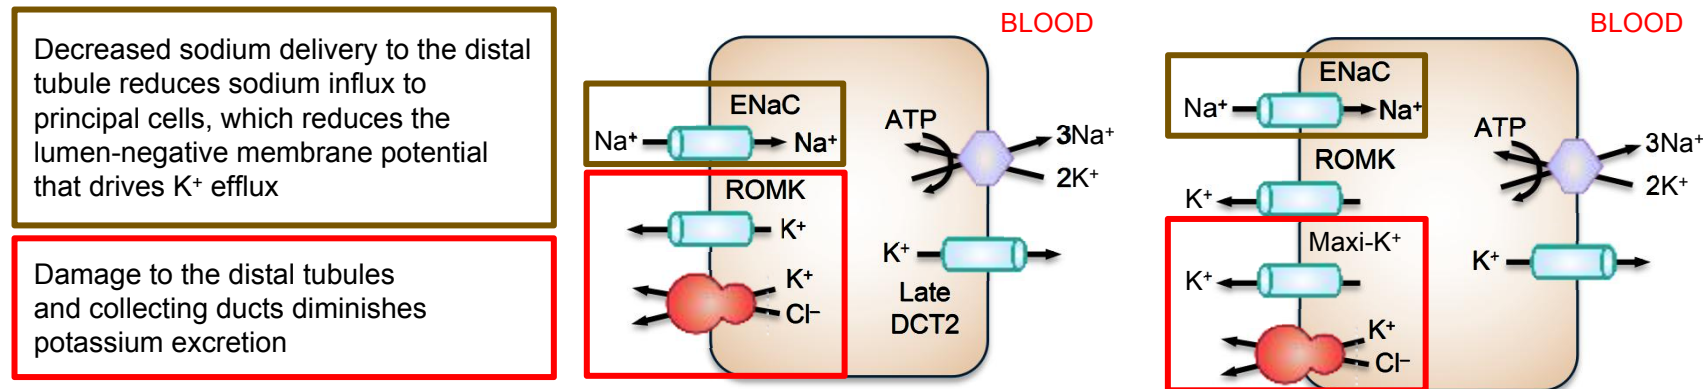 Decreased sodium delivery to the distal
tubule reduces sodium influx to
principal cells, which reduces the
lumen-negative membrane potential
that drives K⁺ efflux
Damage to the distal tubules
and collecting ducts diminishes
potassium excretion
BLOOD
ENaC
Na⁺ Na⁺
ROMK
K⁺
K⁺
Cl⁻
ATP
3Na⁺
2K⁺
K⁺
Late
DCT2
BLOOD
ENaC
Na⁺ Na⁺
ROMK
K⁺
Maxi-K⁺
K⁺
K⁺
Cl⁻
ATP
3Na⁺
2K⁺
K⁺